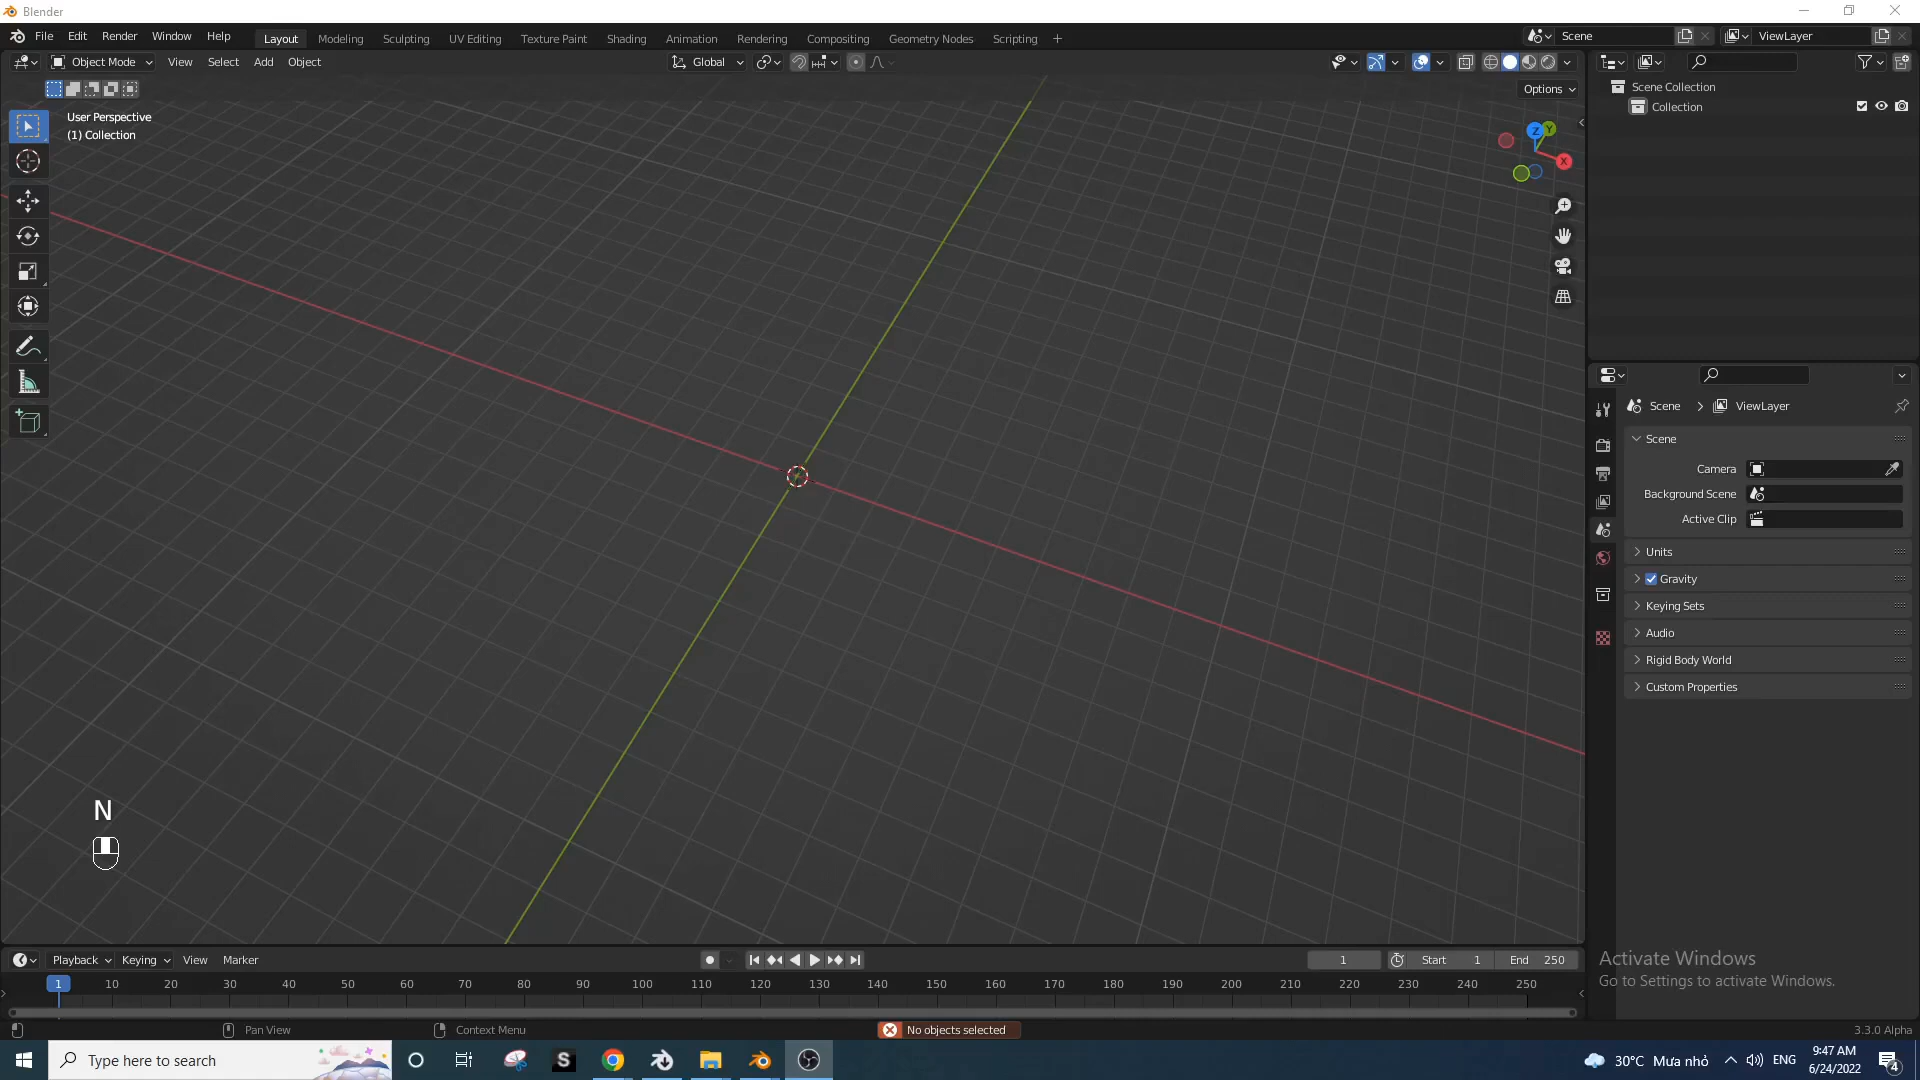 Blender
File Edit Render Window Help Layout Modeling Sculpting UV Editing Texture Paint Shading Animation Rendering Compositing Geometry Nodes Scripting + Scene ViewLayer
Object Mode View Select Add Object Global
Options
User Perspective
(1) Collection
Z Y X
Scene Collection
Collection
Scene > ViewLayer
Scene
Camera
Background Scene
Active Clip
Units
Gravity
Keying Sets
Audio
Rigid Body World
Custom Properties
N
Playback Keying View Marker 1 Start 1 End 250
1 10 20 30 40 50 60 70 80 90 100 110 120 130 140 150 160 170 180 190 200 210 220 230 240 250
Activate Windows
Go to Settings to activate Windows.
Pan View Context Menu No objects selected 3.3.0 Alpha
Type here to search
S
30°C Mưa nhỏ ENG
9:47 AM
6/24/2022
4